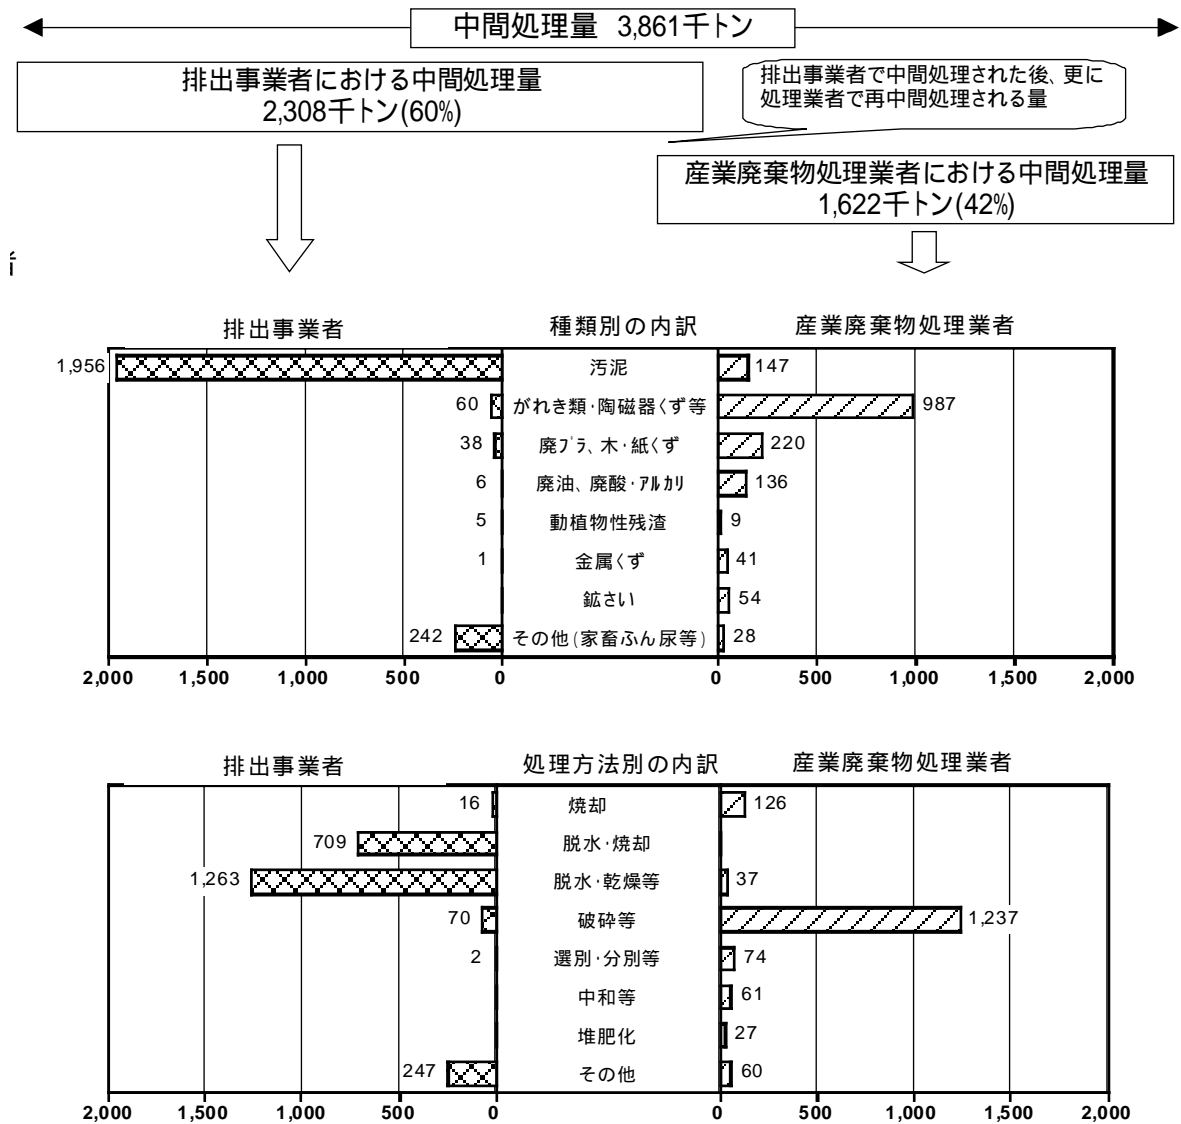 中間処理量 3,861千トン
排出事業者における中間処理量
2,308千トン(60%)
排出事業者で中間処理された後、更に
処理業者で再中間処理される量
産業廃棄物処理業者における中間処理量
1,622千トン(42%)
排出事業者 種類別の内訳 産業廃棄物処理業者
1,956 汚泥 147
60 がれき類･陶磁器くず等 987
38 廃プラ、木･紙くず 220
6 廃油、廃酸･アルカリ 136
5 動植物性残渣 9
1 金属くず 41
鉱さい 54
242 その他(家畜ふん尿等) 28
2,000 1,500 1,000 500 0 0 500 1,000 1,500 2,000
排出事業者 処理方法別の内訳 産業廃棄物処理業者
16 焼却 126
709 脱水･焼却
1,263 脱水･乾燥等 37
70 破砕等 1,237
2 選別･分別等 74
中和等 61
堆肥化 27
247 その他 60
2,000 1,500 1,000 500 0 0 500 1,000 1,500 2,000